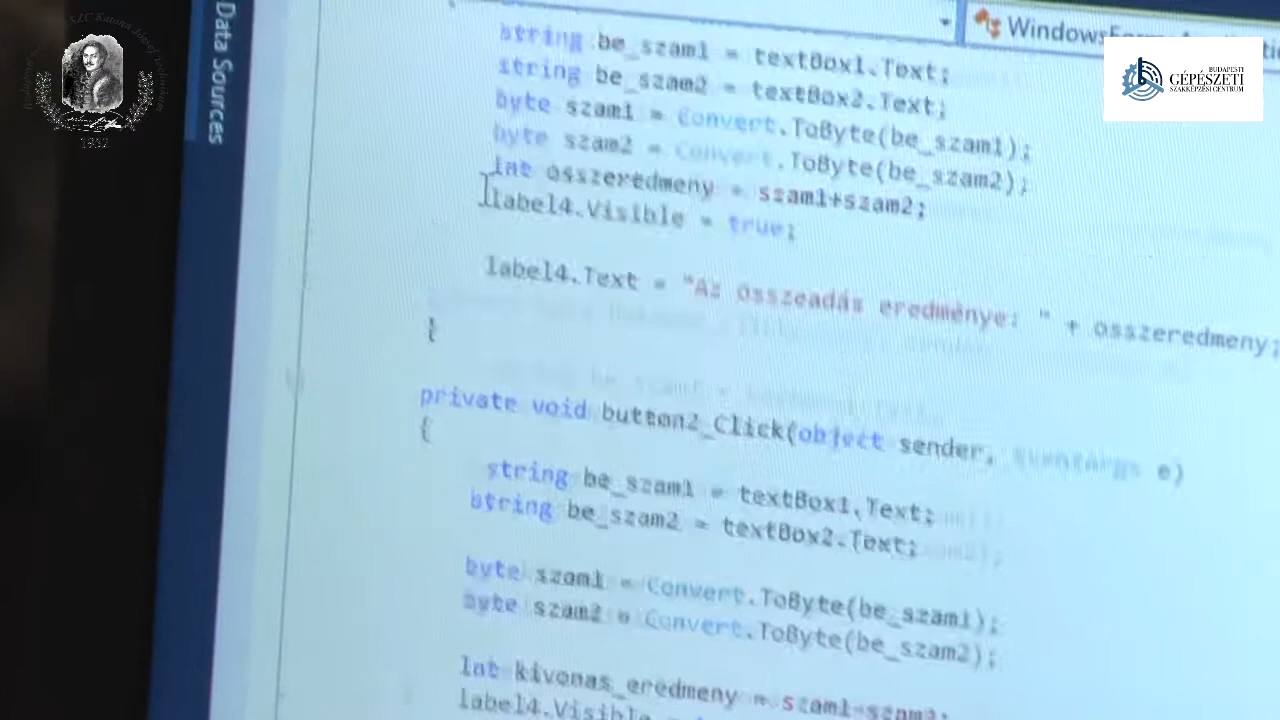 Data Sources
1932
BUDAPESTI
GÉPÉSZETI
SZAKKÉPZÉSI CENTRUM
string be_szam1 = textBox1.Text;
string be_szam2 = textBox2.Text;
byte szam1 = Convert.ToByte(be_szam1);
byte szam2 = Convert.ToByte(be_szam2);
int osszeredmeny = szam1+szam2;
label4.Visible = true;
label4.Text = "Az összeadás eredménye: " + osszeredmeny;
}
private void button2_Click(object sender, EventArgs e)
{
string be_szam1 = textBox1.Text;
string be_szam2 = textBox2.Text;
byte szam1 = Convert.ToByte(be_szam1);
byte szam2 = Convert.ToByte(be_szam2);
int kivonas_eredmeny = szam1-szam2;
label4.Visible